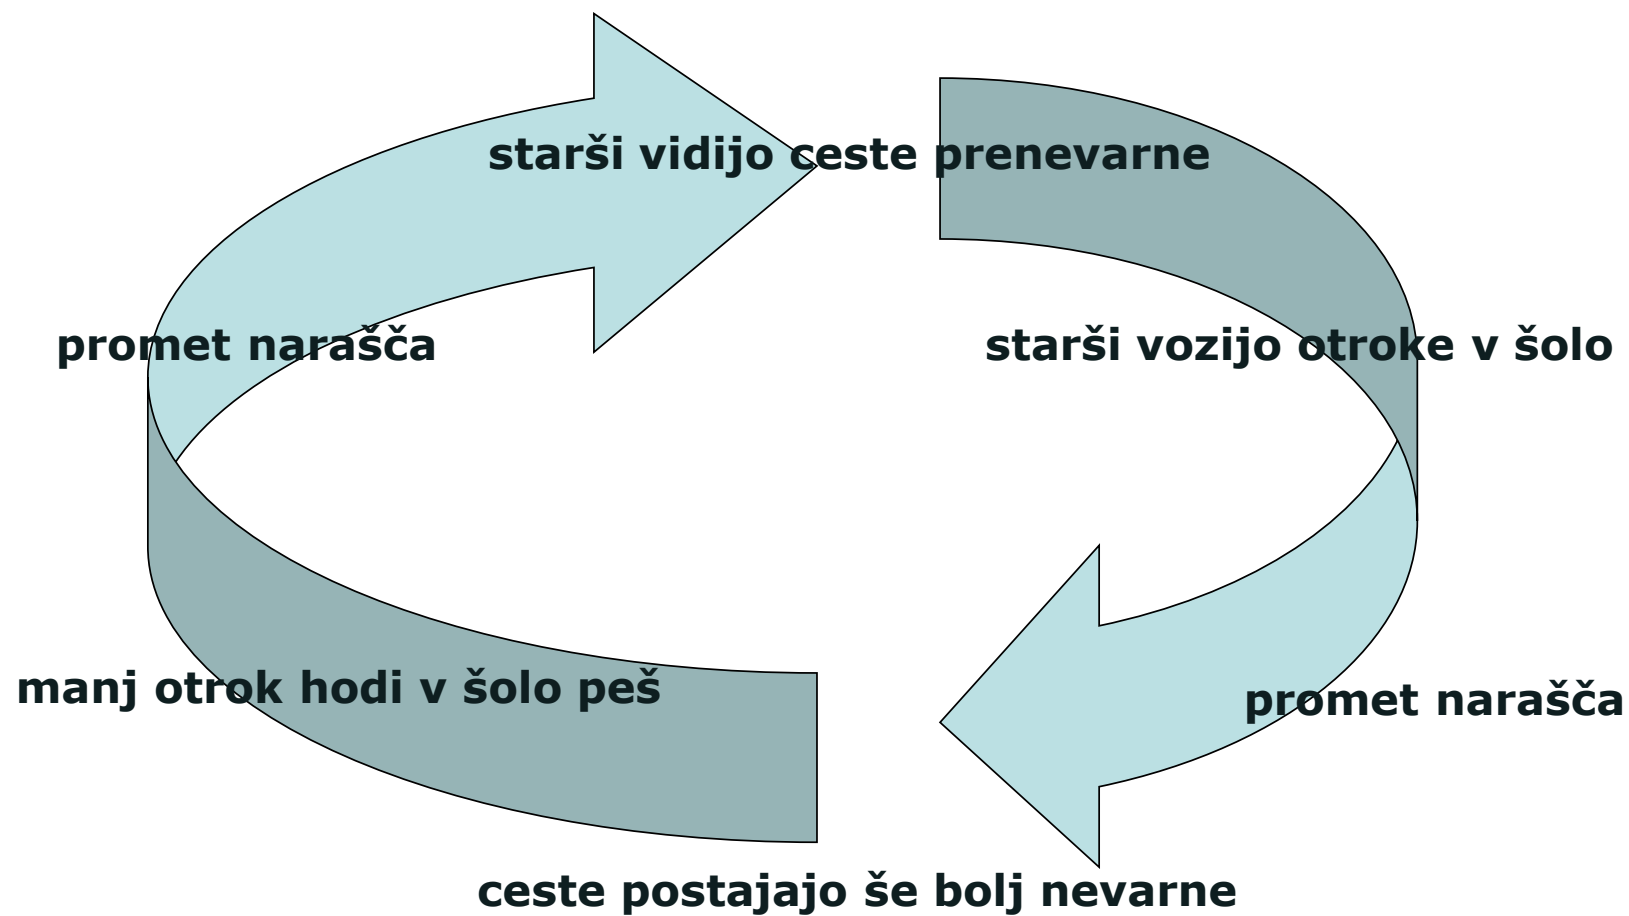 starši vidijo ceste prenevarne
promet narašča
starši vozijo otroke v šolo
manj otrok hodi v šolo peš
promet narašča
ceste postajajo še bolj nevarne